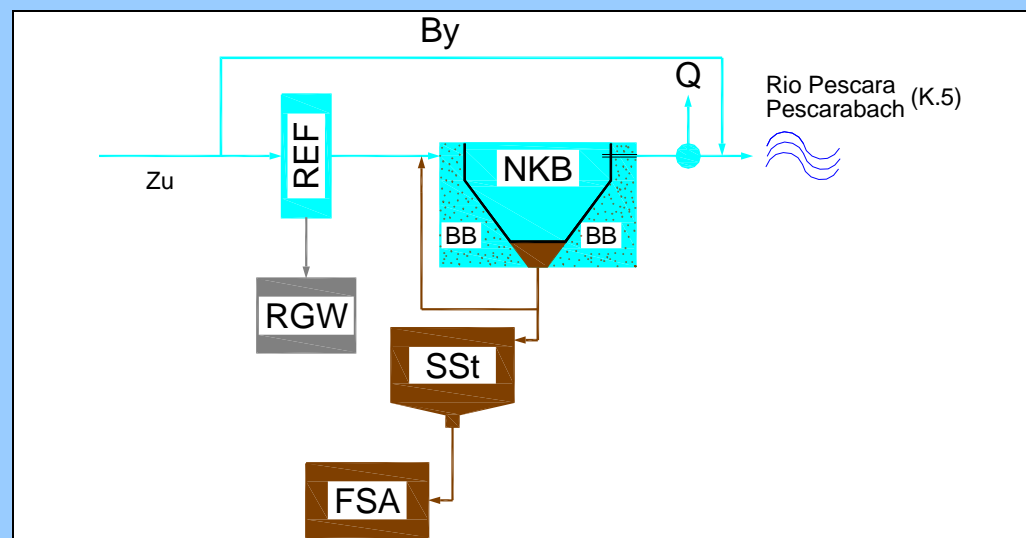 By
Q
Rio Pescara
Pescarabach (K.5)
Zu
REF
NKB
BB BB
RGW
SSt
FSA